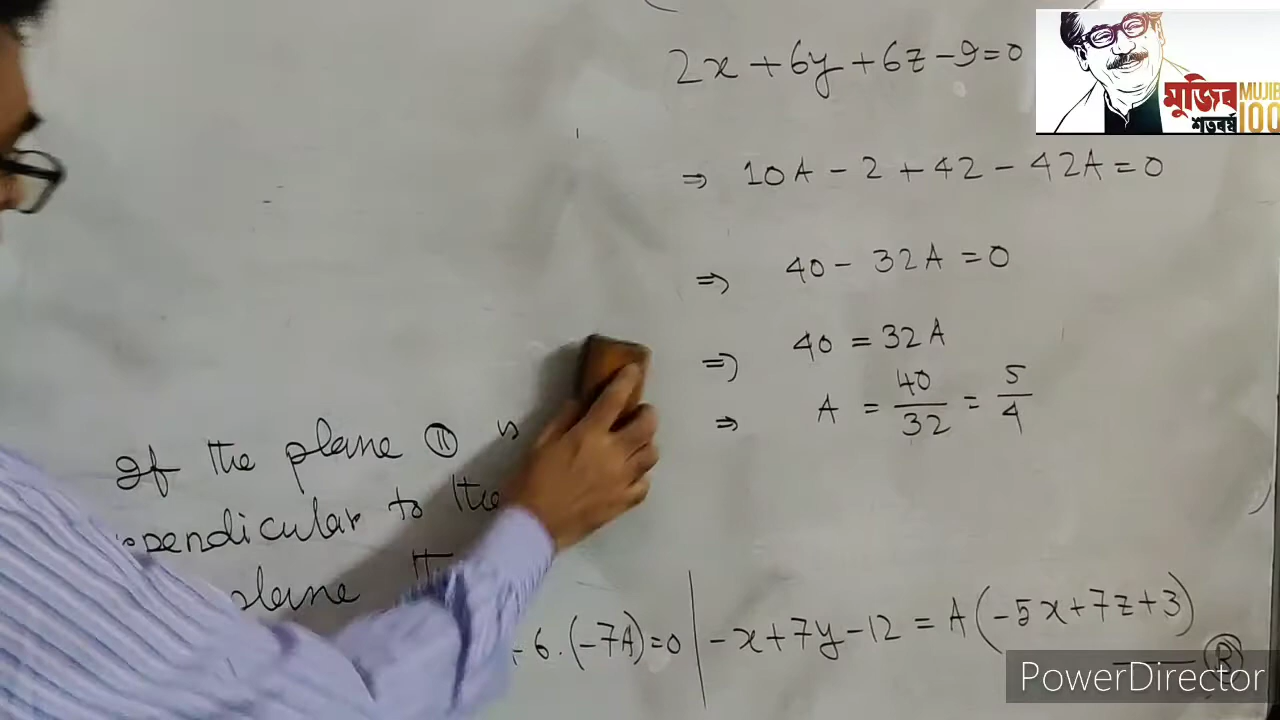 2x + 6y + 6z - 9 = 0
মুজিব MUJIB
শতবর্ষ 100
⇒ 10A - 2 + 42 - 42A = 0
⇒ 40 - 32A = 0
⇒ 40 = 32A
⇒ A = 40/32 = 5/4
If the plane Ⓘ is
to the
plane
6.(-7A)=0 | -x+7y-12 = A(-5x+7z+3)
PowerDirector